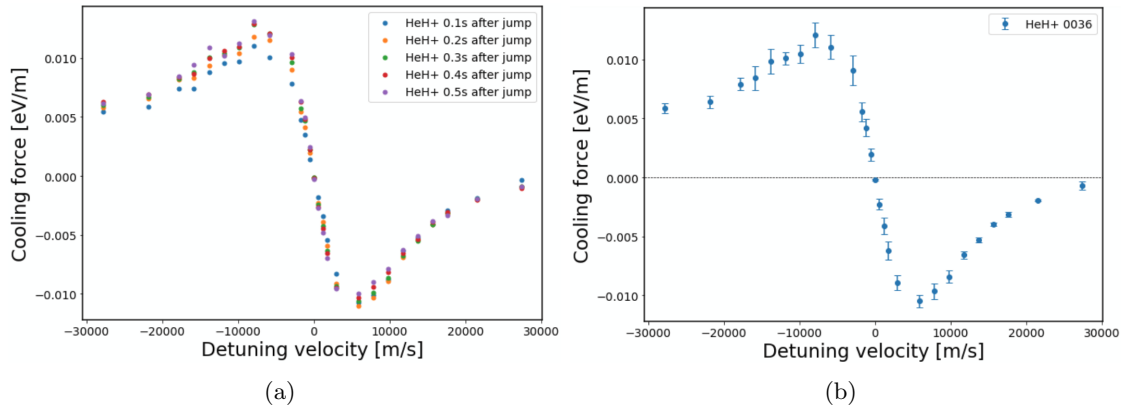 HeH+ 0.1s after jump
HeH+ 0.2s after jump
HeH+ 0.3s after jump
HeH+ 0.4s after jump
HeH+ 0.5s after jump
Cooling force [eV/m]
0.010
0.005
0.000
−0.005
−0.010
−30000 −20000 −10000 0 10000 20000 30000
Detuning velocity [m/s]
(a)
HeH+ 0036
Cooling force [eV/m]
0.010
0.005
0.000
−0.005
−0.010
−30000 −20000 −10000 0 10000 20000 30000
Detuning velocity [m/s]
(b)